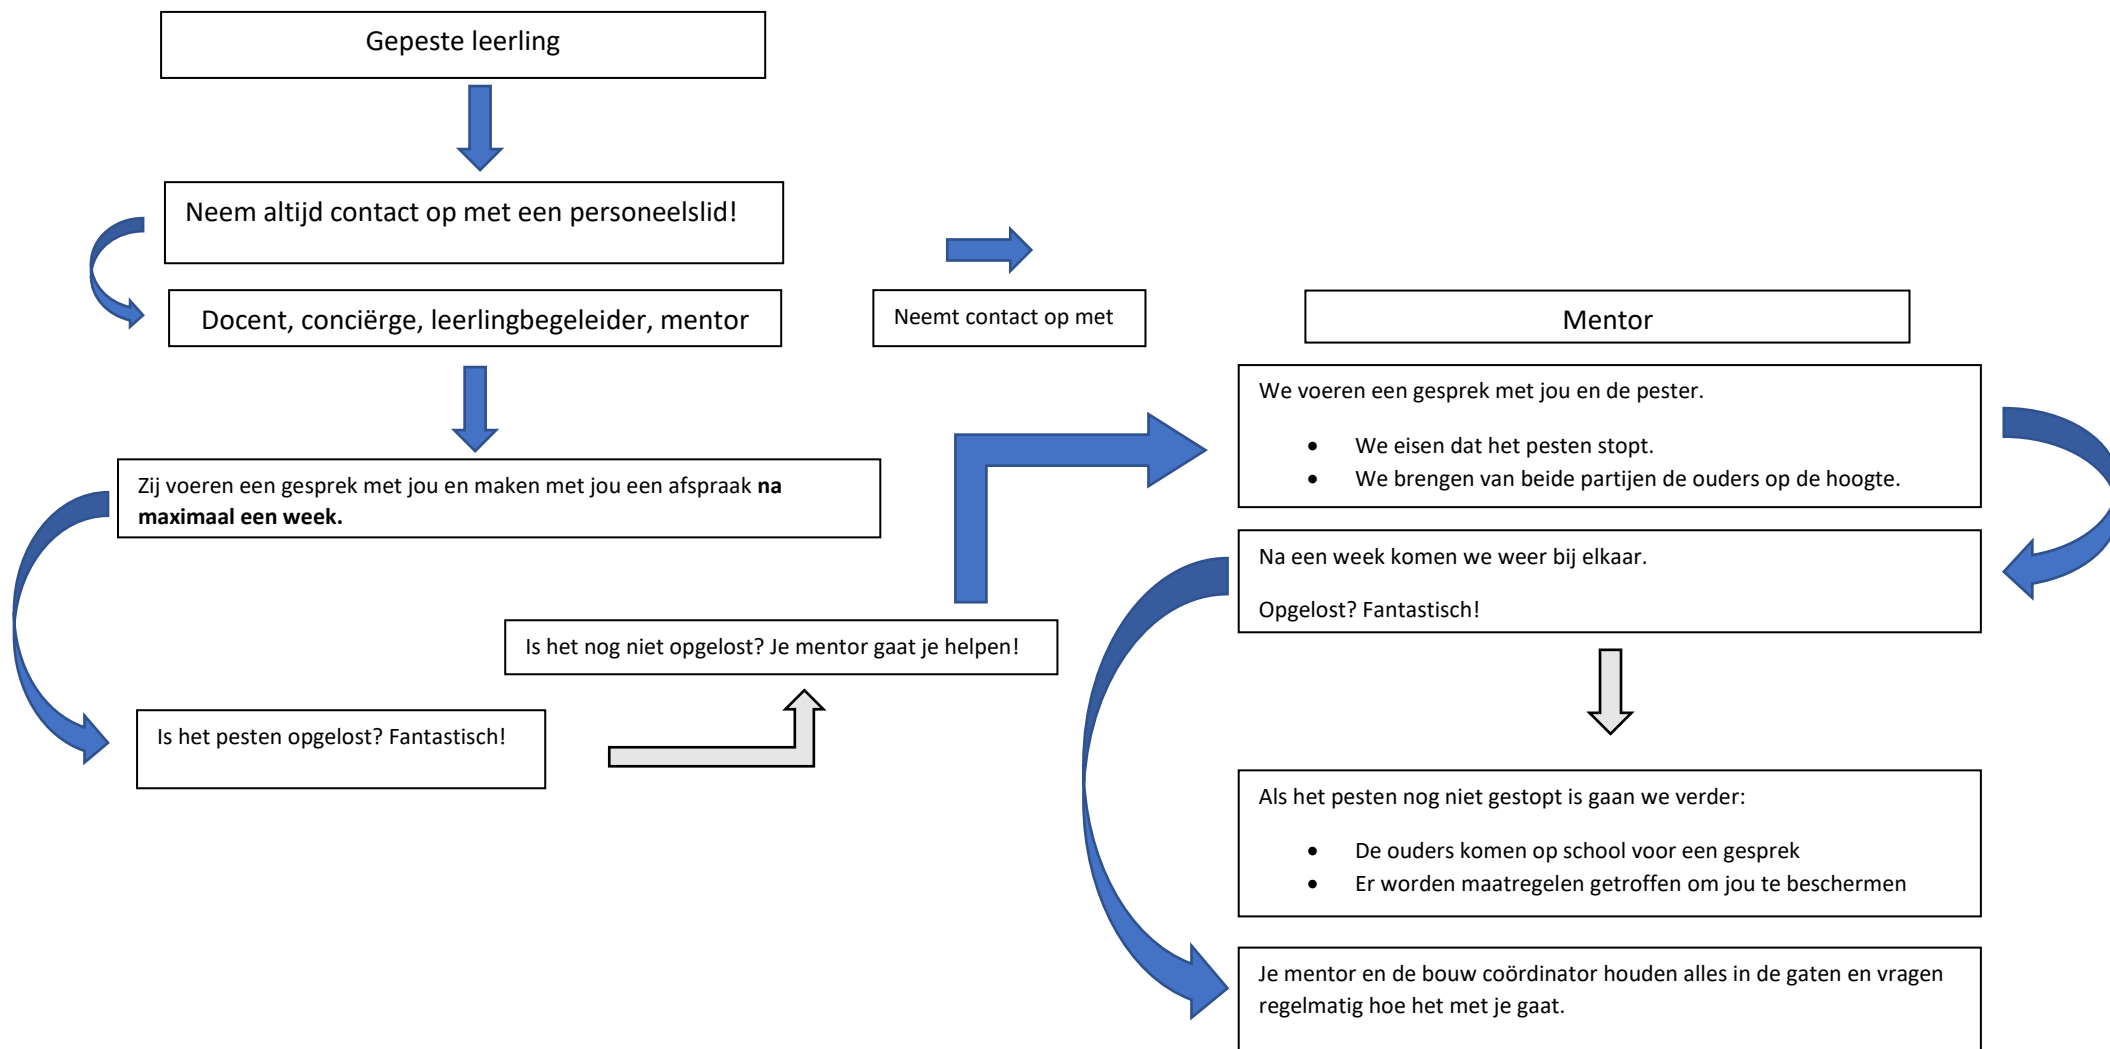 Gepeste leerling
Neem altijd contact op met een personeelslid!
Docent, conciërge, leerlingbegeleider, mentor
Neemt contact op met
Zij voeren een gesprek met jou en maken met jou een afspraak na
maximaal een week.
Is het pesten opgelost? Fantastisch!
Is het nog niet opgelost? Je mentor gaat je helpen!
Mentor
We voeren een gesprek met jou en de pester.
• We eisen dat het pesten stopt.
• We brengen van beide partijen de ouders op de hoogte.
Na een week komen we weer bij elkaar.
Opgelost? Fantastisch!
Als het pesten nog niet gestopt is gaan we verder:
• De ouders komen op school voor een gesprek
• Er worden maatregelen getroffen om jou te beschermen
Je mentor en de bouw coördinator houden alles in de gaten en vragen
regelmatig hoe het met je gaat.